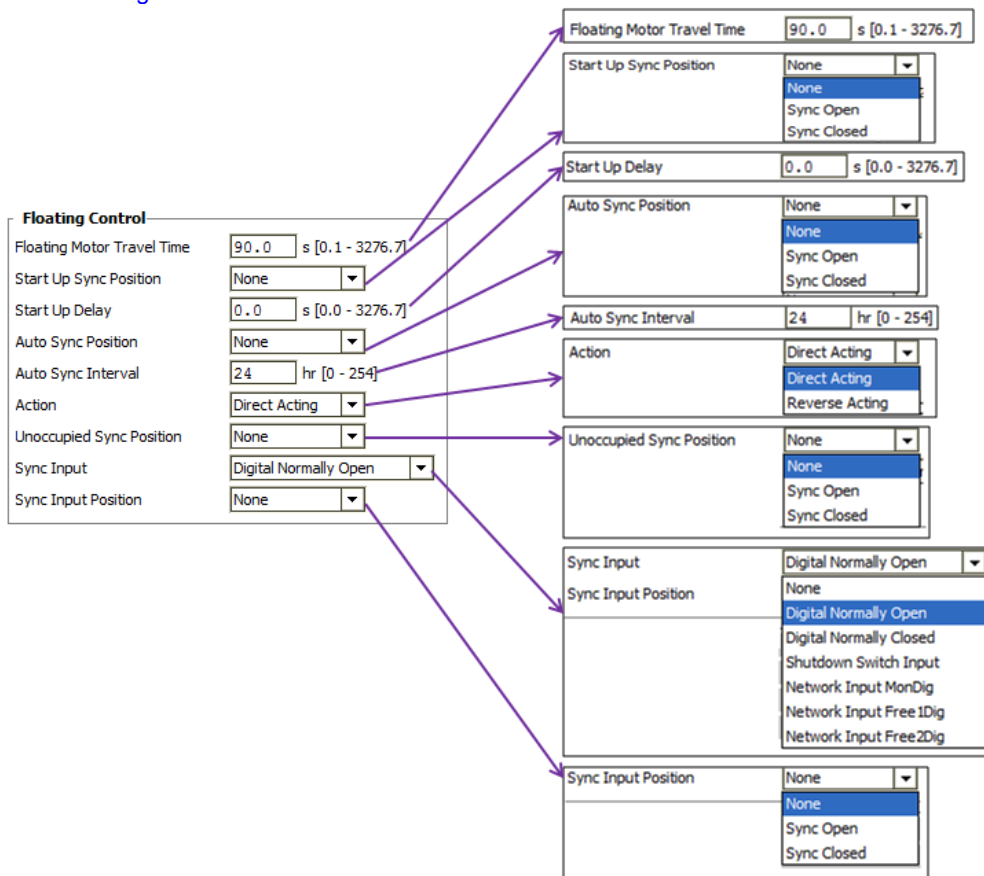 Floating Control
Floating Motor Travel Time 90.0 s [0.1 - 3276.7]
Start Up Sync Position None
Start Up Delay 0.0 s [0.0 - 3276.7]
Auto Sync Position None
Auto Sync Interval 24 hr [0 - 254]
Action Direct Acting
Unoccupied Sync Position None
Sync Input Digital Normally Open
Sync Input Position None
Floating Motor Travel Time 90.0 s [0.1 - 3276.7]
Start Up Sync Position None
None
Sync Open
Sync Closed
Start Up Delay 0.0 s [0.0 - 3276.7]
Auto Sync Position None
None
Sync Open
Sync Closed
Auto Sync Interval 24 hr [0 - 254]
Action Direct Acting
Direct Acting
Reverse Acting
Unoccupied Sync Position None
None
Sync Open
Sync Closed
Sync Input Digital Normally Open
Sync Input Position None
Digital Normally Open
Digital Normally Closed
Shutdown Switch Input
Network Input MonDig
Network Input Free1Dig
Network Input Free2Dig
Sync Input Position None
None
Sync Open
Sync Closed